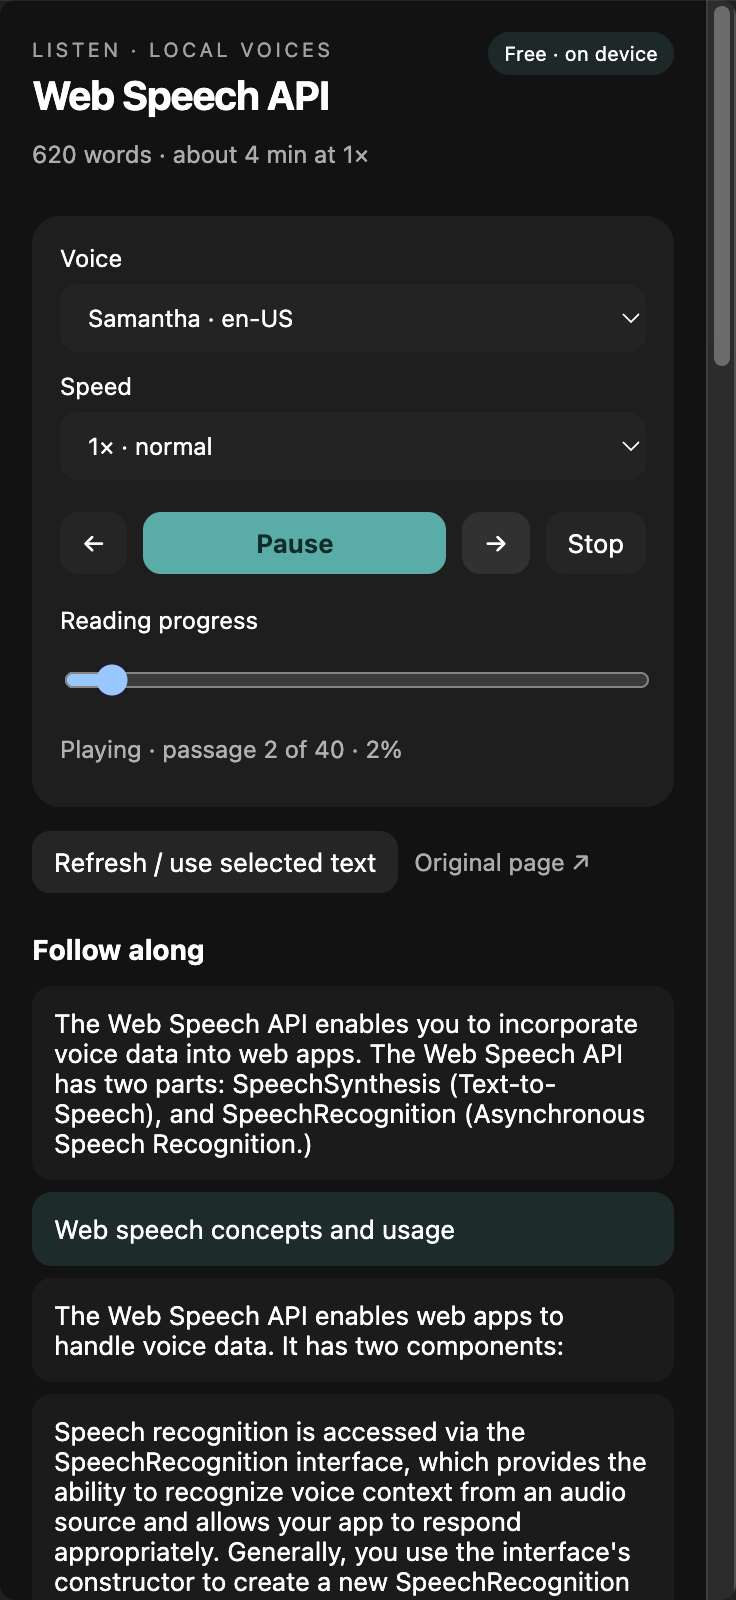 LISTEN · LOCAL VOICES
Free · on device
Web Speech API
620 words · about 4 min at 1×
Voice
Samantha · en-US
Speed
1× · normal
← Pause → Stop
Reading progress
Playing · passage 2 of 40 · 2%
Refresh / use selected text
Original page ↗
Follow along
The Web Speech API enables you to incorporate
voice data into web apps. The Web Speech API
has two parts: SpeechSynthesis (Text-to-
Speech), and SpeechRecognition (Asynchronous
Speech Recognition.)
Web speech concepts and usage
The Web Speech API enables web apps to
handle voice data. It has two components:
Speech recognition is accessed via the
SpeechRecognition interface, which provides the
ability to recognize voice context from an audio
source and allows your app to respond
appropriately. Generally, you use the interface's
constructor to create a new SpeechRecognition